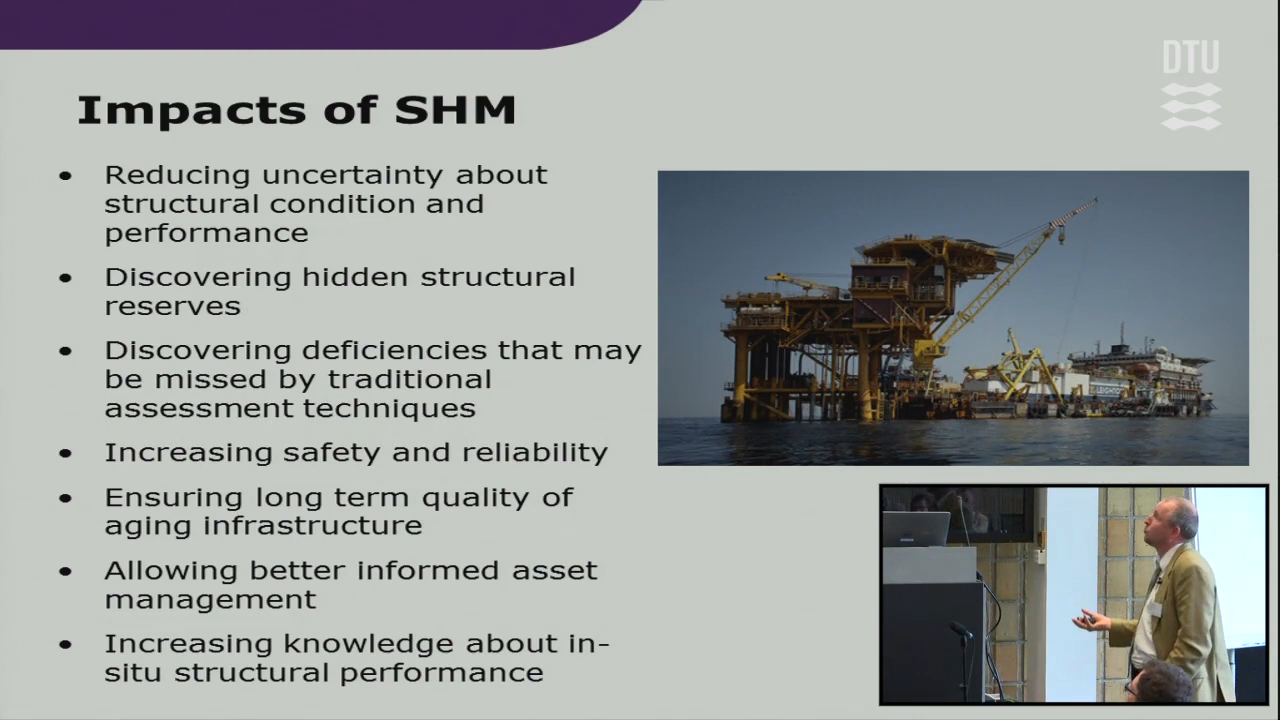 DTU
Impacts of SHM
• Reducing uncertainty about
structural condition and
performance
• Discovering hidden structural
reserves
• Discovering deficiencies that may
be missed by traditional
assessment techniques
• Increasing safety and reliability
• Ensuring long term quality of
aging infrastructure
• Allowing better informed asset
management
• Increasing knowledge about in-
situ structural performance